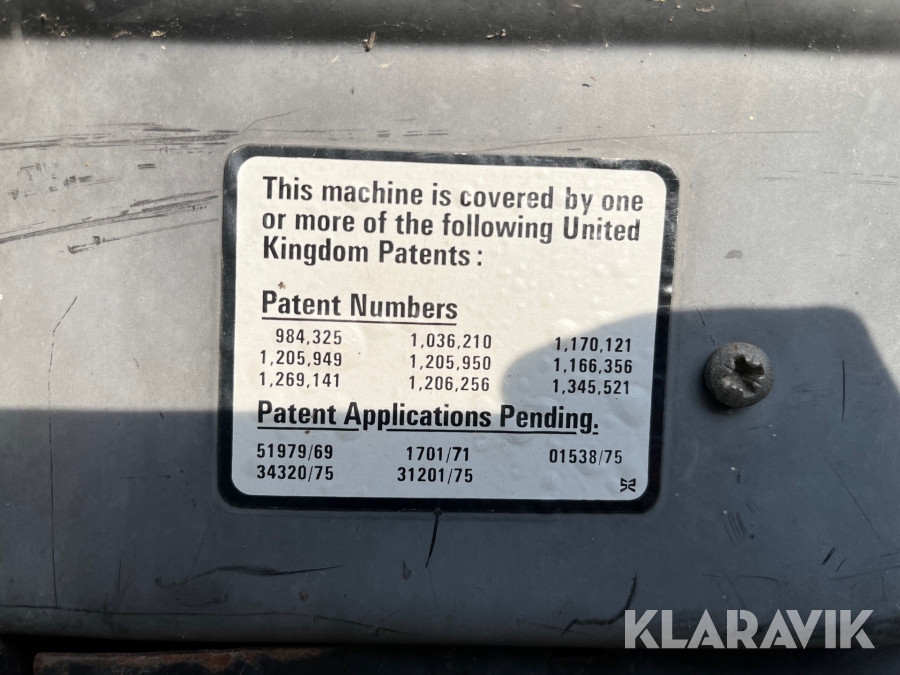 This machine is covered by one
or more of the following United
Kingdom Patents :
Patent Numbers
984,325 1,036,210 1,170,121
1,205,949 1,205,950 1,166,356
1,269,141 1,206,256 1,345,521
Patent Applications Pending.
51979/69 1701/71 01538/75
34320/75 31201/75
KLARAVIK